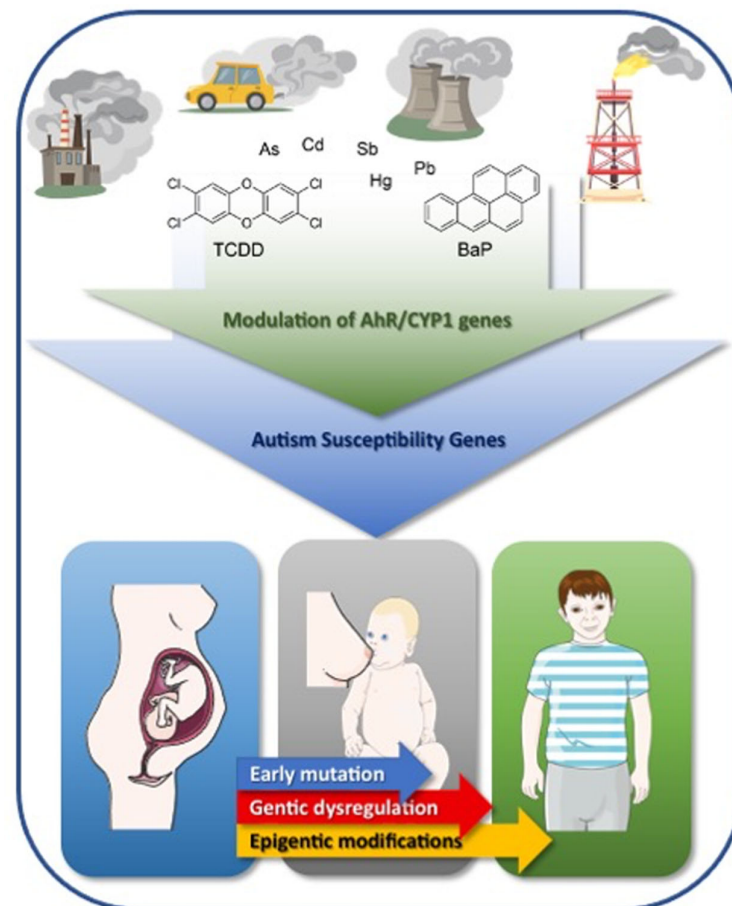 As Cd Sb
Hg Pb
Cl O Cl
Cl O Cl
TCDD BaP
Modulation of AhR/CYP1 genes
Autism Susceptibility Genes
Early mutation
Gentic dysregulation
Epigentic modifications